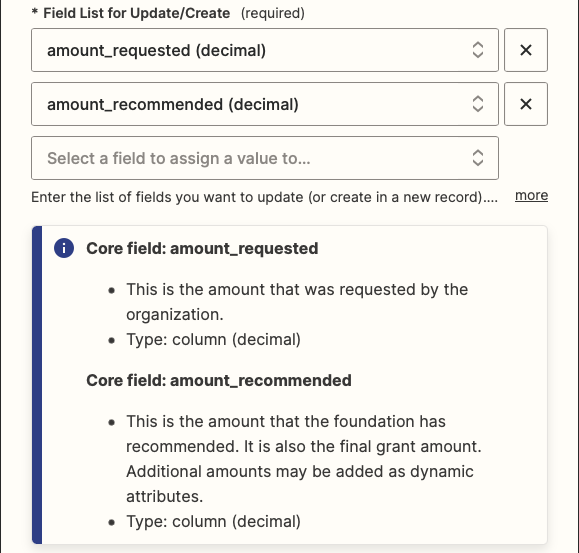 * Field List for Update/Create (required)
amount_requested (decimal)
amount_recommended (decimal)
Select a field to assign a value to...
Enter the list of fields you want to update (or create in a new record).... more
Core field: amount_requested
• This is the amount that was requested by the
organization.
• Type: column (decimal)
Core field: amount_recommended
• This is the amount that the foundation has
recommended. It is also the final grant amount.
Additional amounts may be added as dynamic
attributes.
• Type: column (decimal)